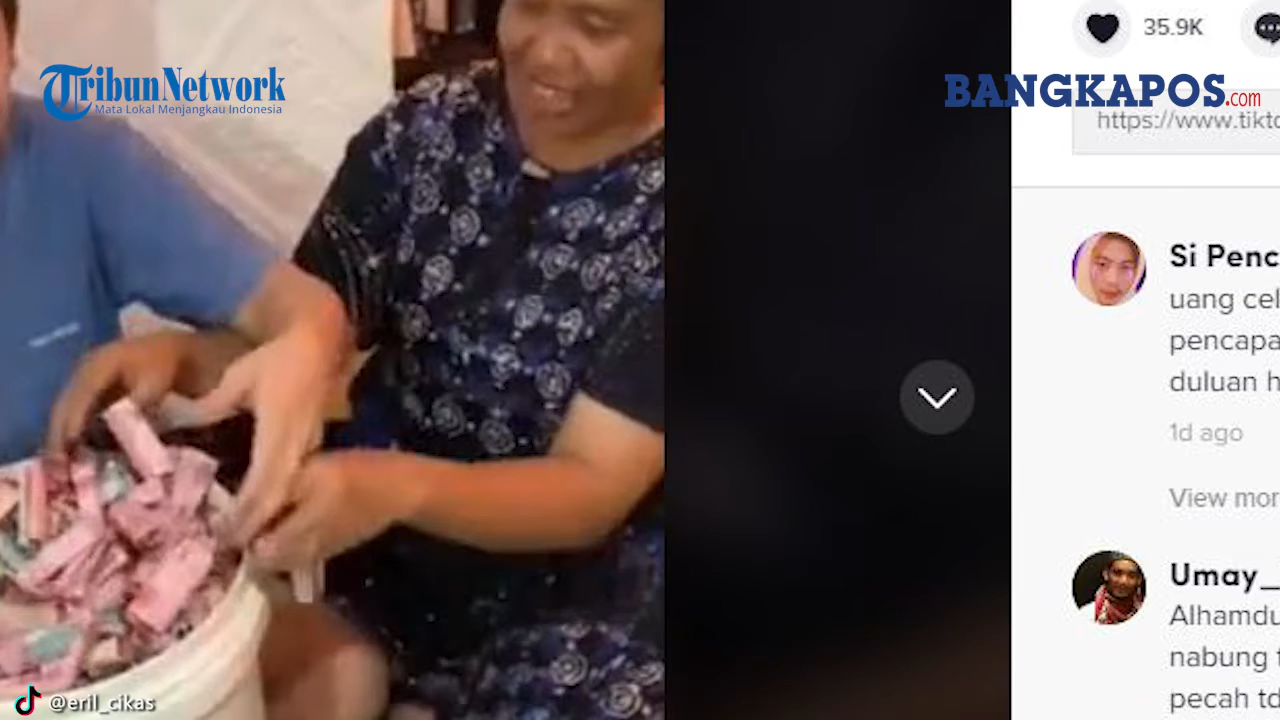 TribunNetwork
Mata Lokal Menjangkau Indonesia
35.9K
BANGKAPOS.com
https://www.tikto
Si Penc
uang cel
pencapa
duluan h
1d ago
View mor
Umay_
Alhamdu
nabung t
pecah td
@eril_cikas